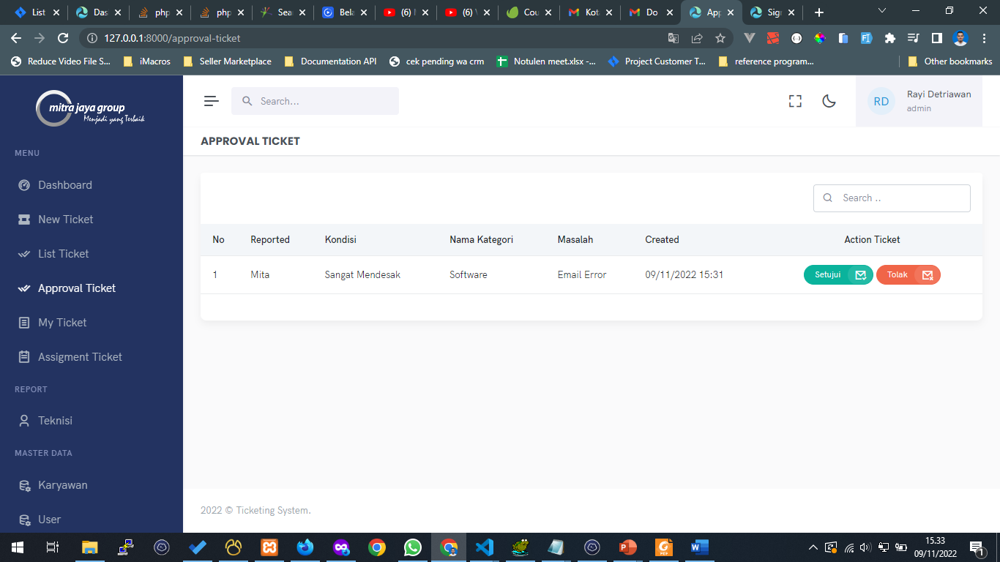 List
Das
php
php
Sea
Bela
(6) M
(6) V
Cou
Kota
Do
App
Sign
127.0.0.1:8000/approval-ticket
Reduce Video File S...
iMacros
Seller Marketplace
Documentation API
cek pending wa crm
Notulen meet.xlsx -...
Project Customer T...
reference program...
Other bookmarks
mitra jaya group
Menjadi yang Terbaik
Search...
RD
Rayi Detriawan
admin
APPROVAL TICKET
MENU
Dashboard
New Ticket
List Ticket
Approval Ticket
My Ticket
Assigment Ticket
REPORT
Teknisi
MASTER DATA
Karyawan
User
Search ..
No Reported Kondisi Nama Kategori Masalah Created Action Ticket
1 Mita Sangat Mendesak Software Email Error 09/11/2022 15:31 Setujui Tolak
2022 © Ticketing System.
15.33
09/11/2022
1